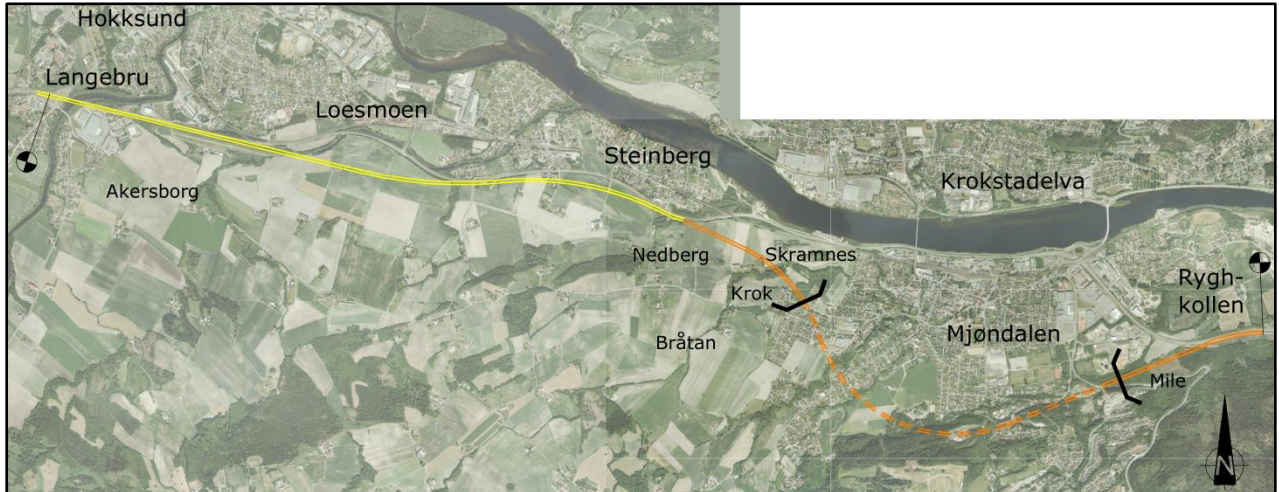 Hokksund
Langebru
Loesmoen
Steinberg
Akersborg
Krokstadelva
Nedberg
Skramnes
Rygh-
kollen
Krok
Bråtan
Mjøndalen
Mile
N